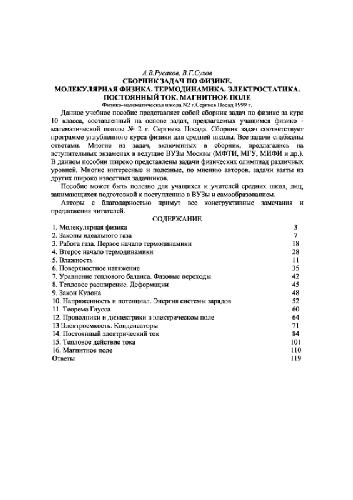 А.В.Русаков, В.Г.Сухов
СБОРНИК ЗАДАЧ ПО ФИЗИКЕ.
МОЛЕКУЛЯРНАЯ ФИЗИКА. ТЕРМОДИНАМИКА. ЭЛЕКТРОСТАТИКА.
ПОСТОЯННЫЙ ТОК. МАГНИТНОЕ ПОЛЕ
Физико-математическая школа №2 г.Сергиев Посад 1999 г.
Данное учебное пособие представляет собой сборник задач по физике за курс
10 класса, составленный на основе задач, предлагаемых учащимся физико -
математической школы № 2 г. Сергиева Посада. Сборник задач соответствует
программе углубленного курса физики для средней школы. Все задачи снабжены
ответами. Многие из задач, включенных в сборник, предлагались на
вступительных экзаменах в ведущие ВУЗы Москвы (МФТИ, МГУ, МИФИ и др.).
В данном пособии широко представлены задачи физических олимпиад различных
уровней. Многие интересные и полезные, по мнению авторов, задачи взяты из
других широко известных задачников.
Пособие может быть полезно для учащихся и учителей средних школ, лиц,
занимающихся подготовкой к поступлению в ВУЗы и самообразованием.
Авторы с благодарностью примут все конструктивные замечания и
предложения читателей.
СОДЕРЖАНИЕ
1. Молекулярная физика 3
2. Законы идеального газа 7
3. Работа газа. Первое начало термодинамики 18
4. Второе начало термодинамики 28
5. Влажность 11
6. Поверхностное натяжение 35
7. Уравнение теплового баланса. Фазовые переходы 42
8. Тепловое расширение. Деформации 45
9. Закон Кулона 48
10. Напряженность и потенциал. Энергия системы зарядов 52
11. Теорема Гаусса 60
12. Проводники и диэлектрики в электрическом поле 64
13. Электроемкость. Конденсаторы 71
14. Постоянный электрический ток 84
15. Тепловое действие тока 101
16. Магнитное поле 110
Ответы 119